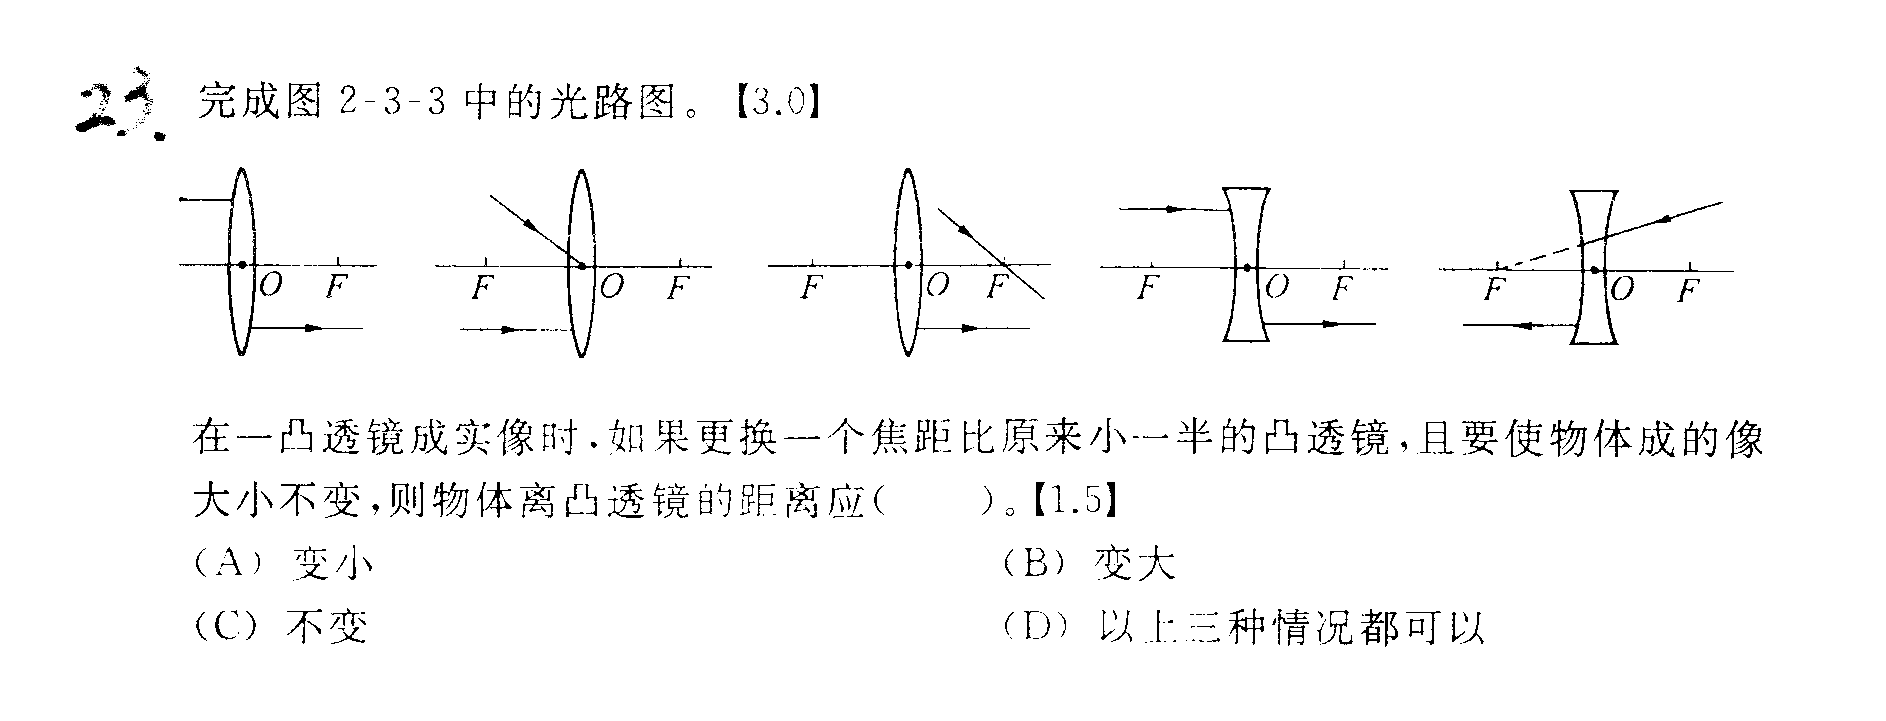 23. 完成图 2-3-3 中的光路图。【3.0】
O F F O F F O F F O F F O F
在一凸透镜成实像时.如果更换一个焦距比原来小一半的凸透镜,且要使物体成的像
大小不变,则物体离凸透镜的距离应(  )。【1.5】
(A) 变小 (B) 变大
(C) 不变 (D) 以上三种情况都可以